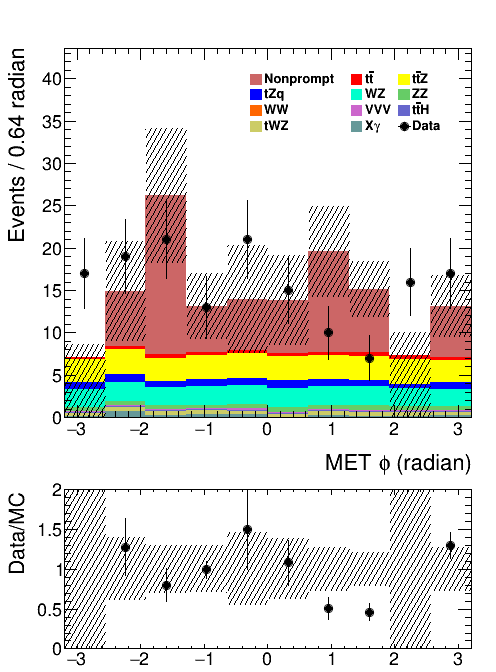 Events / 0.64 radian
40
35
30
25
20
15
10
5
0
Nonprompt tt̄ tt̄Z
tZq WZ ZZ
WW VVV tt̄H
tWZ Xγ Data
−3 −2 −1 0 1 2 3
MET ϕ (radian)
Data/MC
2
1.5
1
0.5
0
−3 −2 −1 0 1 2 3